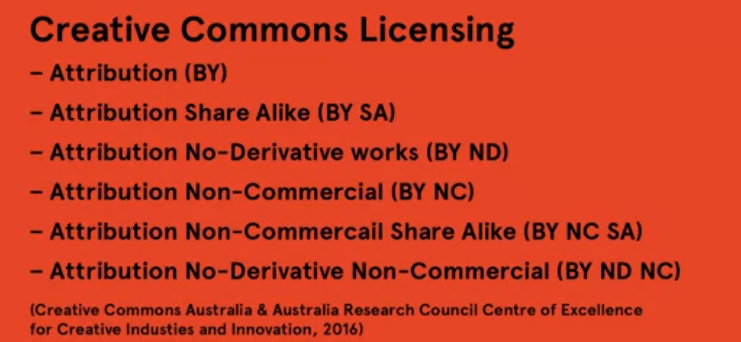 Creative Commons Licensing
– Attribution (BY)
– Attribution Share Alike (BY SA)
– Attribution No-Derivative works (BY ND)
– Attribution Non-Commercial (BY NC)
– Attribution Non-Commercail Share Alike (BY NC SA)
– Attribution No-Derivative Non-Commercial (BY ND NC)
(Creative Commons Australia & Australia Research Council Centre of Excellence
for Creative Industies and Innovation, 2016)